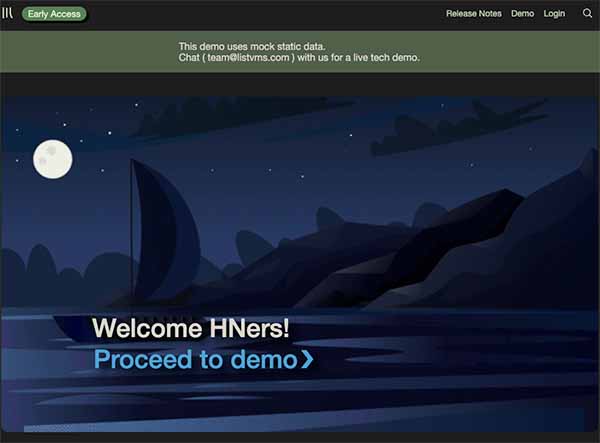 Early Access
Release Notes Demo Login
This demo uses mock static data.
Chat ( team@listvms.com ) with us for a live tech demo.
Welcome HNers!
Proceed to demo❯